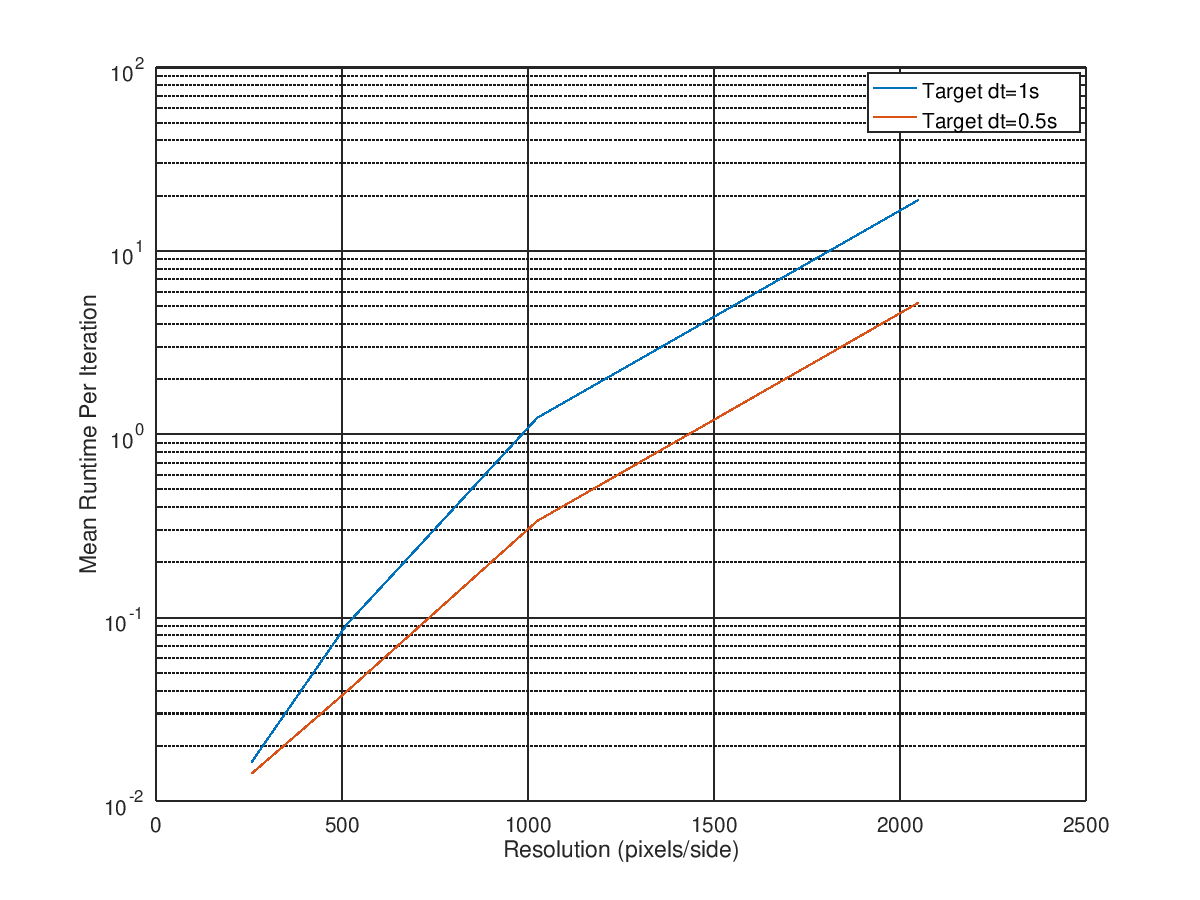 10^2
Target dt=1s
Target dt=0.5s
10^1
10^0
10^-1
10^-2
Mean Runtime Per Iteration
0 500 1000 1500 2000 2500
Resolution (pixels/side)